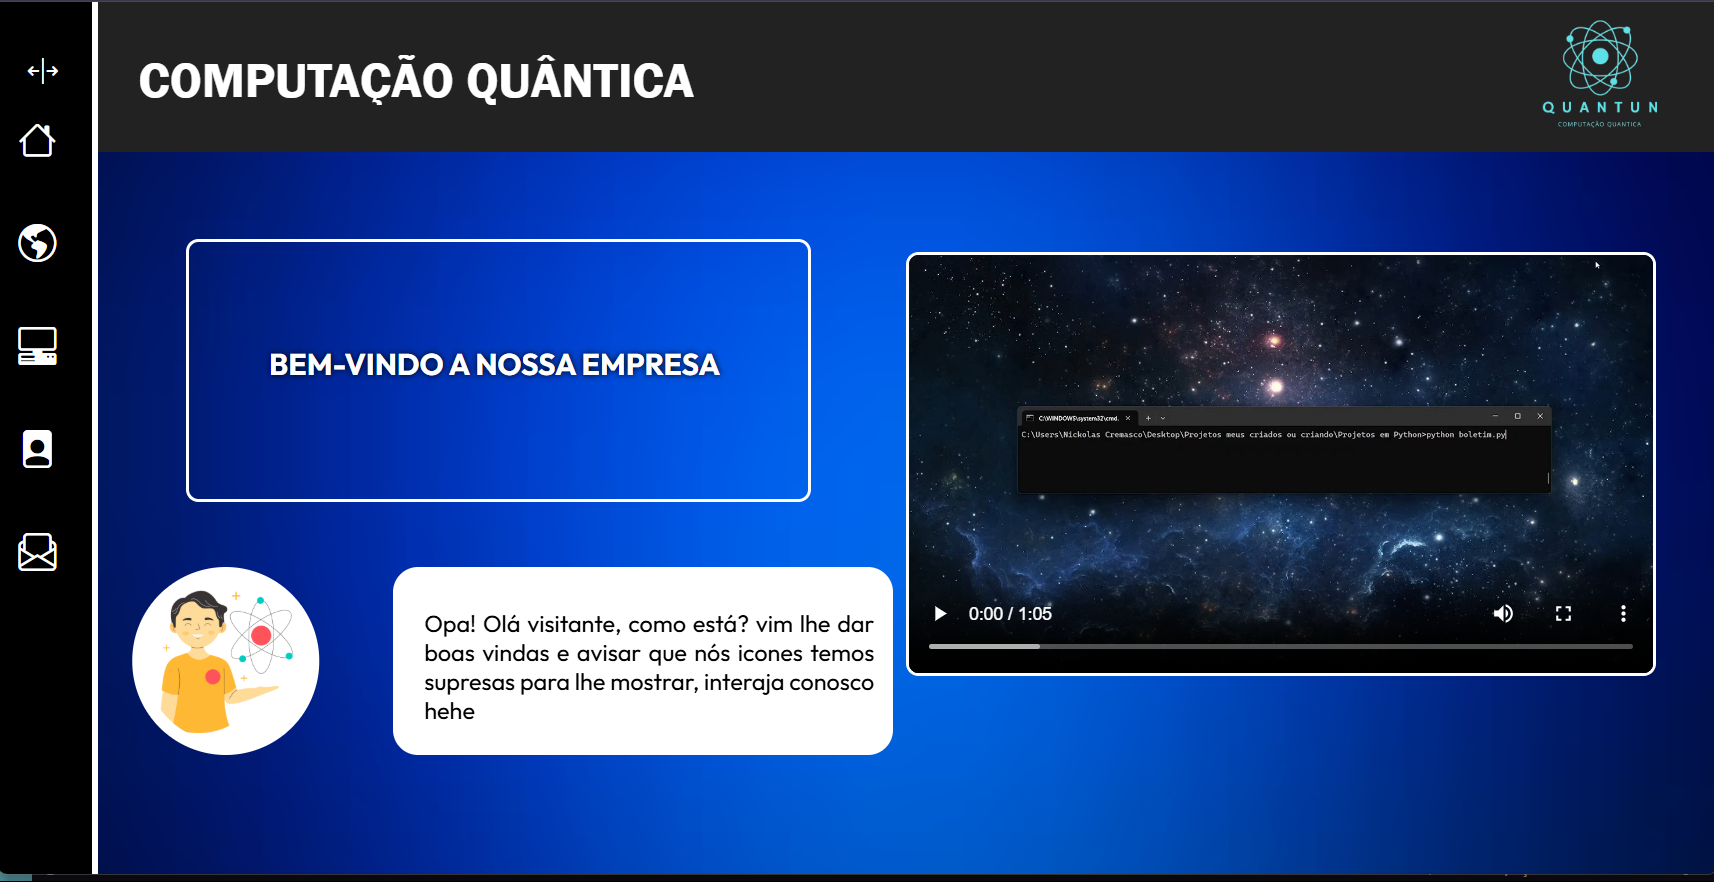 COMPUTAÇÃO QUÂNTICA
QUANTUN
COMPUTAÇÃO QUANTICA
BEM-VINDO A NOSSA EMPRESA
C:\WINDOWS\system32\cmd.
C:\Users\Nickolas Cremasco\Desktop\Projetos meus criados ou criando\Projetos em Python>python boletim.py
0:00 / 1:05
Opa! Olá visitante, como está? vim lhe dar
boas vindas e avisar que nós icones temos
supresas para lhe mostrar, interaja conosco
hehe